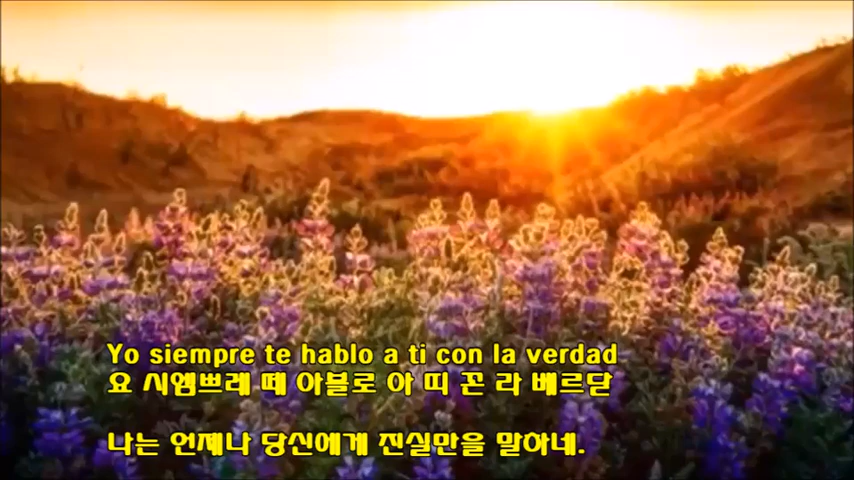 Yo siempre te hablo a ti con la verdad
요 시엠쁘레 떼 아블로 아 띠 꼰 라 베르닫
나는 언제나 당신에게 진실만을 말하네.